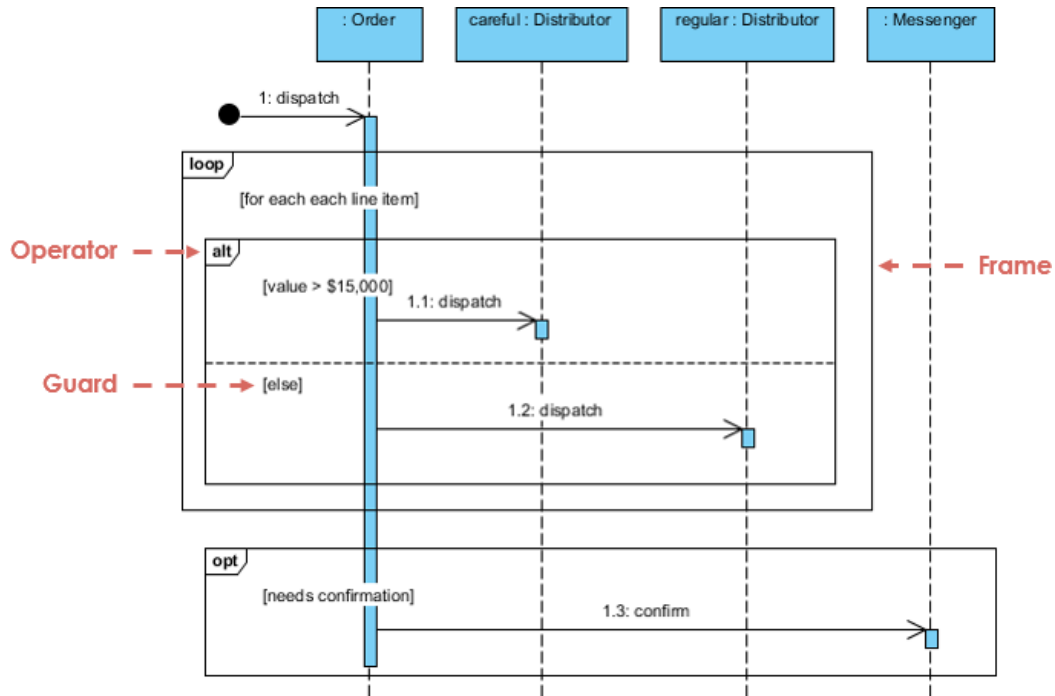 : Order
careful : Distributor
regular : Distributor
: Messenger
1: dispatch
loop
[for each each line item]
Operator
alt
Frame
[value > $15,000]
1.1: dispatch
Guard
[else]
1.2: dispatch
opt
[needs confirmation]
1.3: confirm